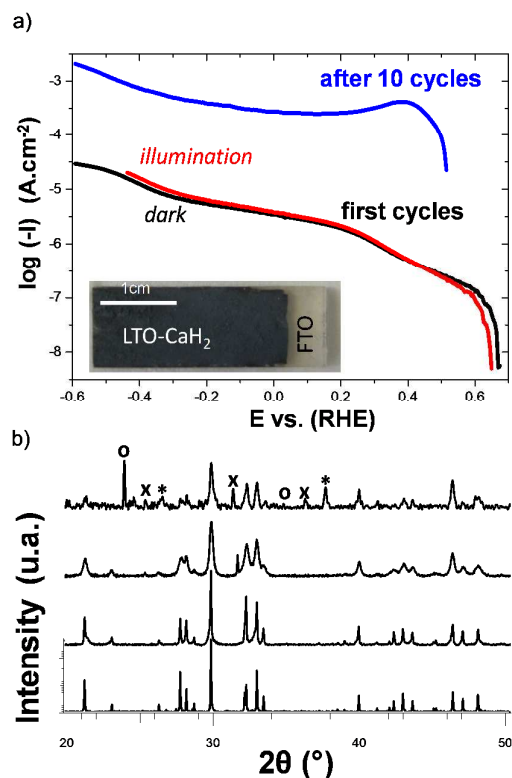 a)
after 10 cycles
illumination
dark
first cycles
log (-I) (A.cm-2)
-3
-4
-5
-6
-7
-8
1cm
LTO-CaH2
FTO
-0.6 -0.4 -0.2 0.0 0.2 0.4 0.6
E vs. (RHE)
b)
o x * x o x *
Intensity (u.a.)
20 30 40 50
2θ (°)